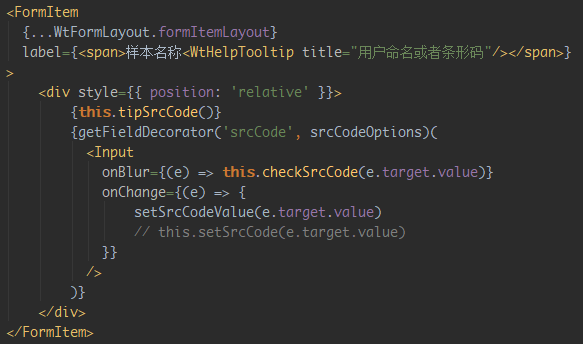 <FormItem
{...WtFormLayout.formItemLayout}
label={<span>样本名称<WtHelpTooltip title="用户命名或者条形码"/></span>}
>
<div style={{ position: 'relative' }}>
{this.tipSrcCode()}
{getFieldDecorator('srcCode', srcCodeOptions)(
<Input
onBlur={(e) => this.checkSrcCode(e.target.value)}
onChange={(e) => {
setSrcCodeValue(e.target.value)
// this.setSrcCode(e.target.value)
}}
/>
)}
</div>
</FormItem>